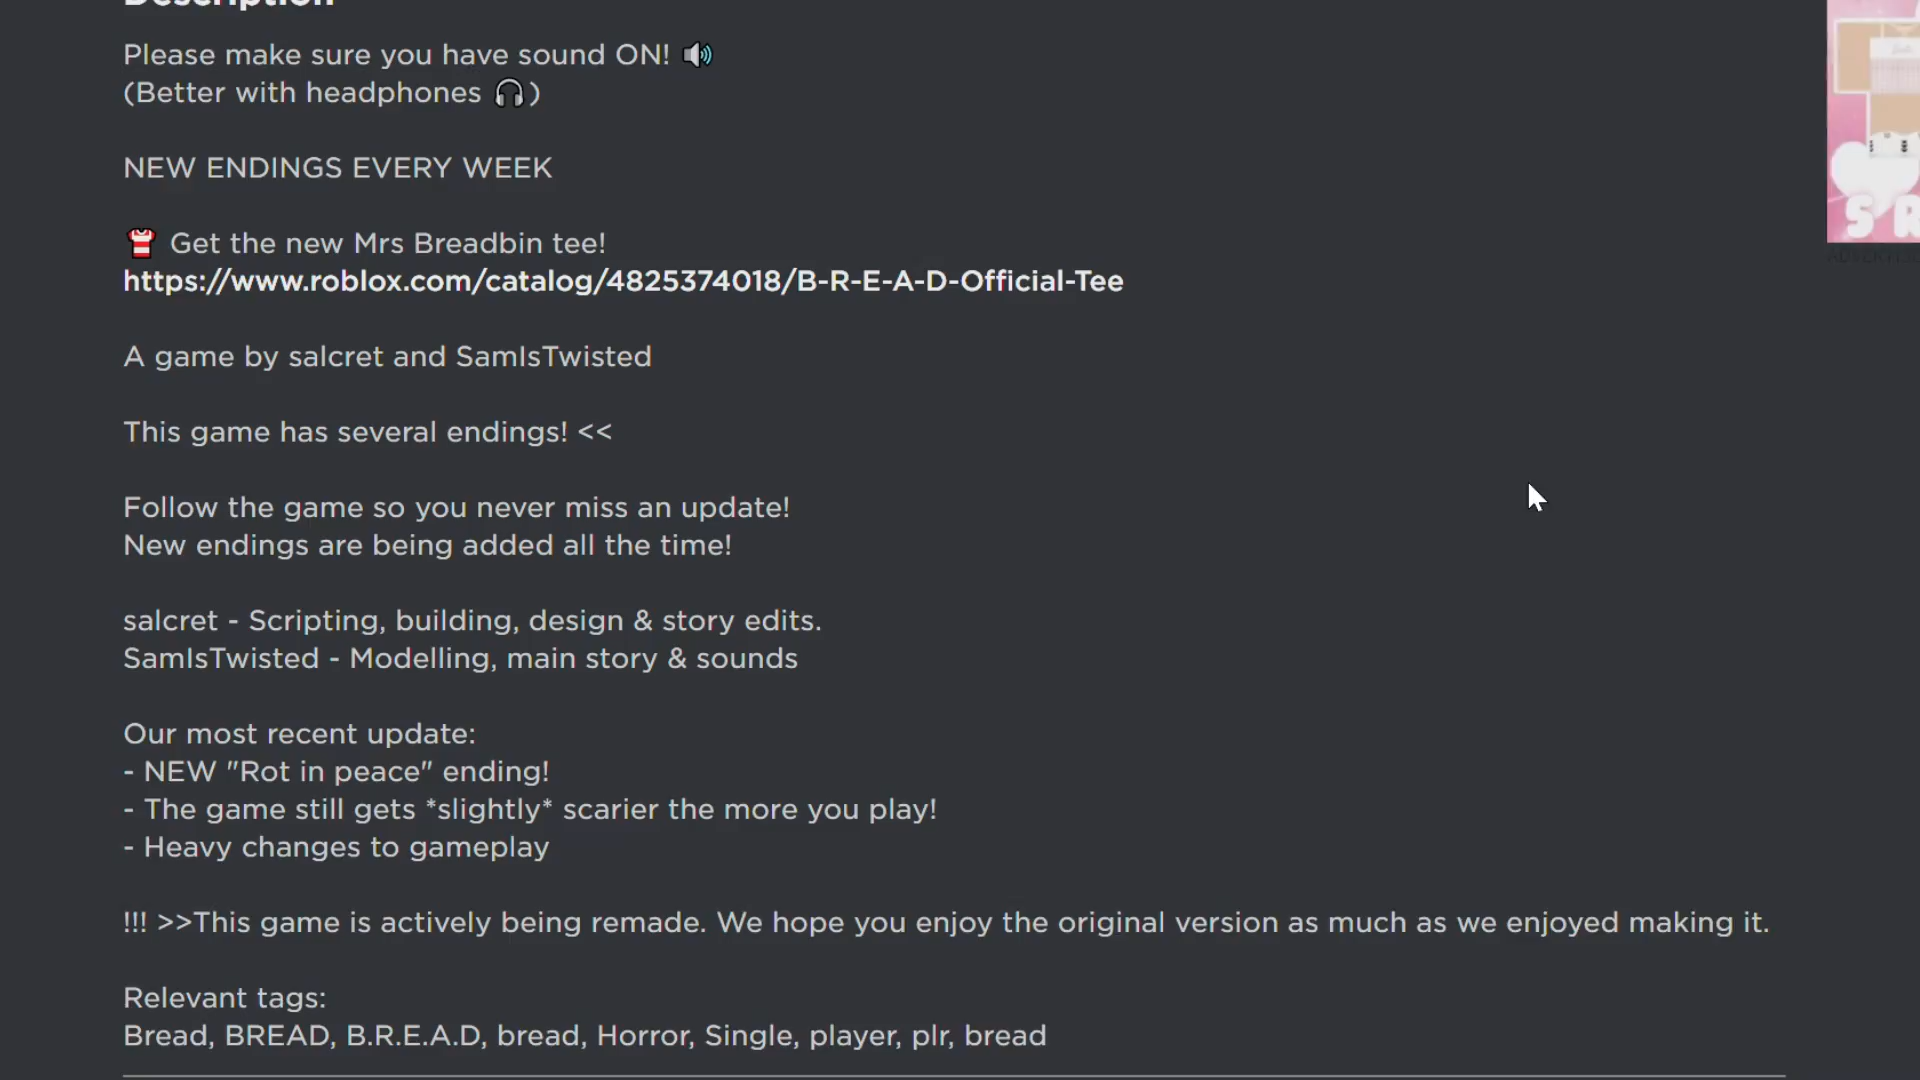 Description
Please make sure you have sound ON! 🔊
(Better with headphones 🎧)
NEW ENDINGS EVERY WEEK
Get the new Mrs Breadbin tee!
https://www.roblox.com/catalog/4825374018/B-R-E-A-D-Official-Tee
A game by salcret and SamIsTwisted
This game has several endings! <<
Follow the game so you never miss an update!
New endings are being added all the time!
salcret - Scripting, building, design & story edits.
SamIsTwisted - Modelling, main story & sounds
Our most recent update:
- NEW "Rot in peace" ending!
- The game still gets *slightly* scarier the more you play!
- Heavy changes to gameplay
!!! >>This game is actively being remade. We hope you enjoy the original version as much as we enjoyed making it.
Relevant tags:
Bread, BREAD, B.R.E.A.D, bread, Horror, Single, player, plr, bread
S R